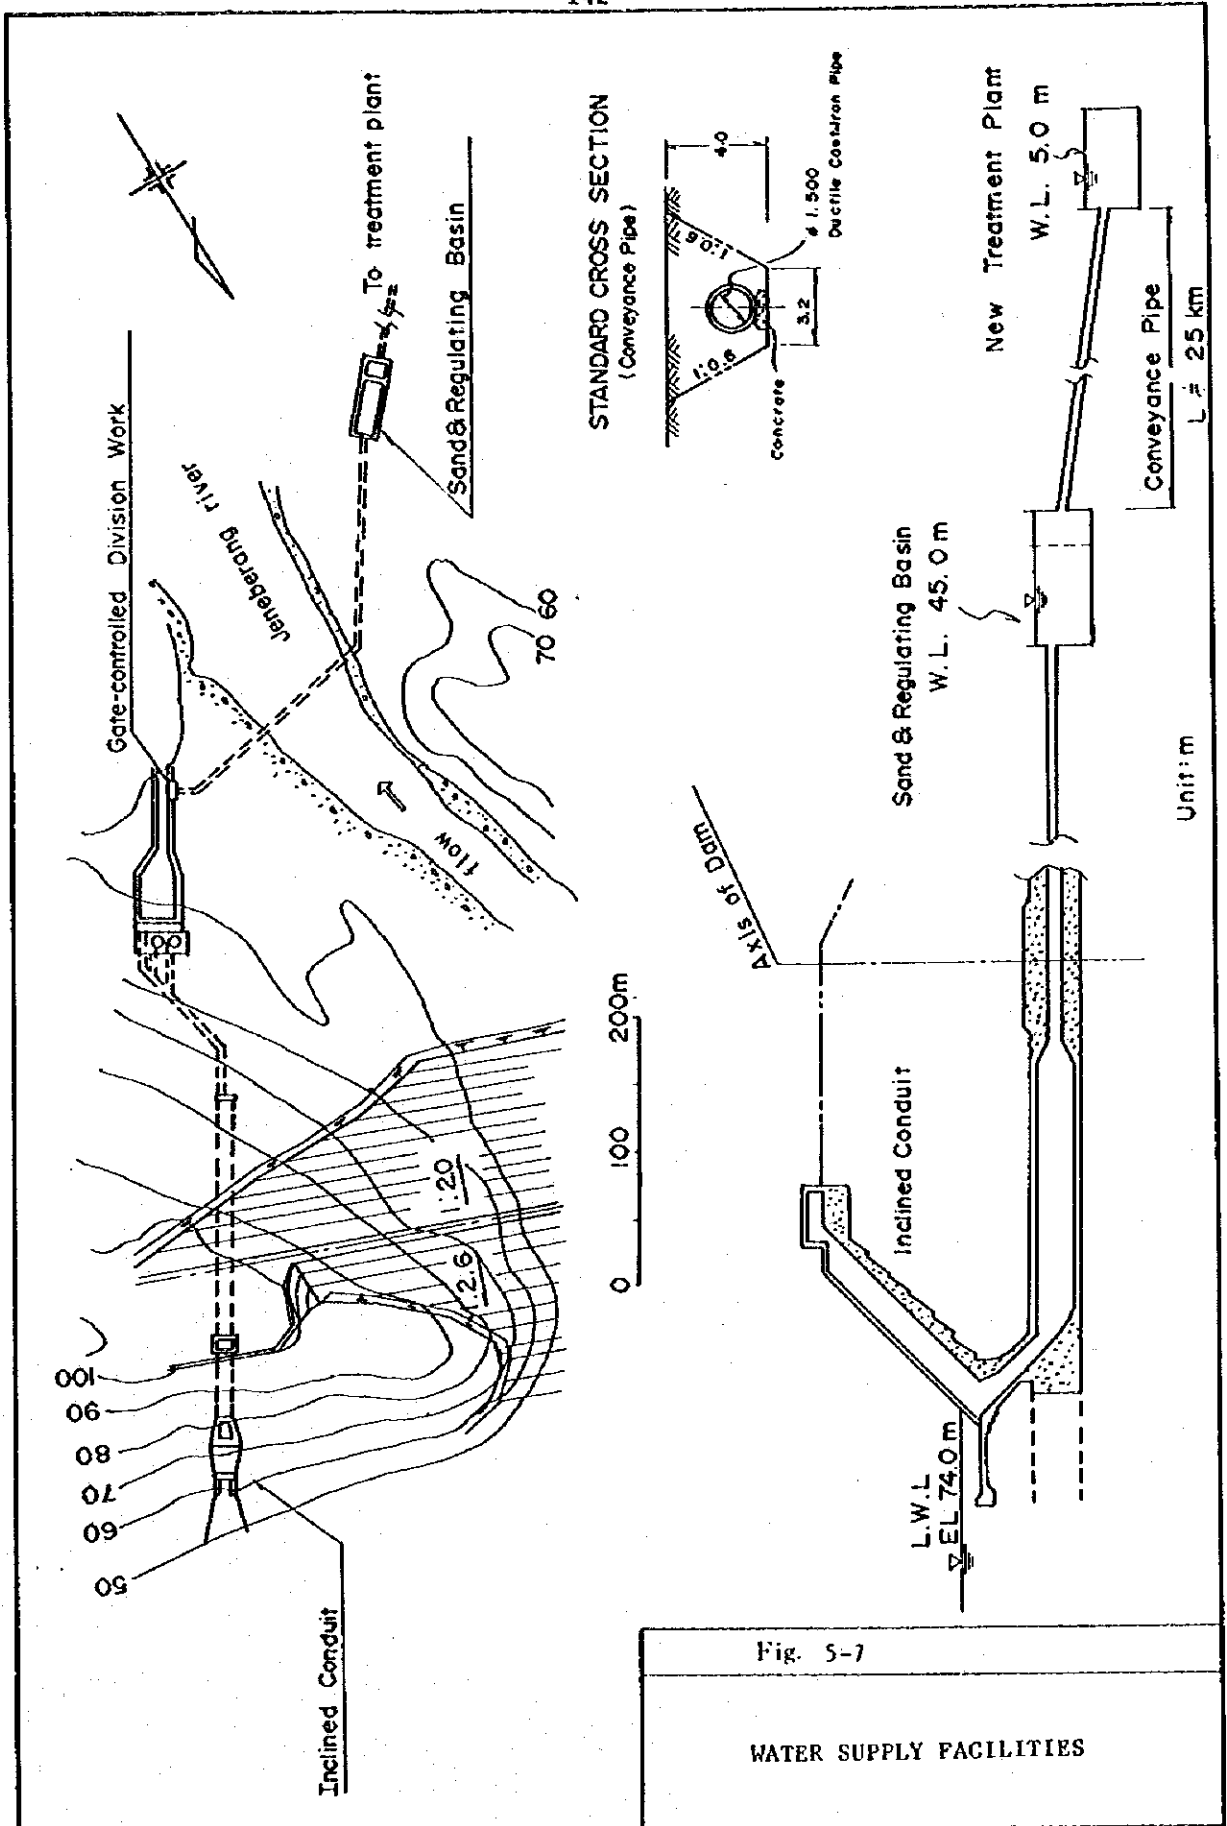 Gate-controlled Division Work
To treatment plant
Jeneberang river
Sand & Regulating Basin
flow
70 60
1:20
1:2.6
100
90
80
70
60
50
Inclined Conduit
0 100 200m
STANDARD CROSS SECTION
(Conveyance Pipe)
4.0
1:0.6
1:0.6
3.2
ø 1.500
Ductile Castiron Pipe
Concrete
Axis of Dam
Inclined Conduit
L.W.L
EL 74.0 m
Sand & Regulating Basin
W.L. 45.0 m
New Treatment Plant
W.L. 5.0 m
Conveyance Pipe
L ≒ 25 km
Unit: m
Fig. 5-7
WATER SUPPLY FACILITIES